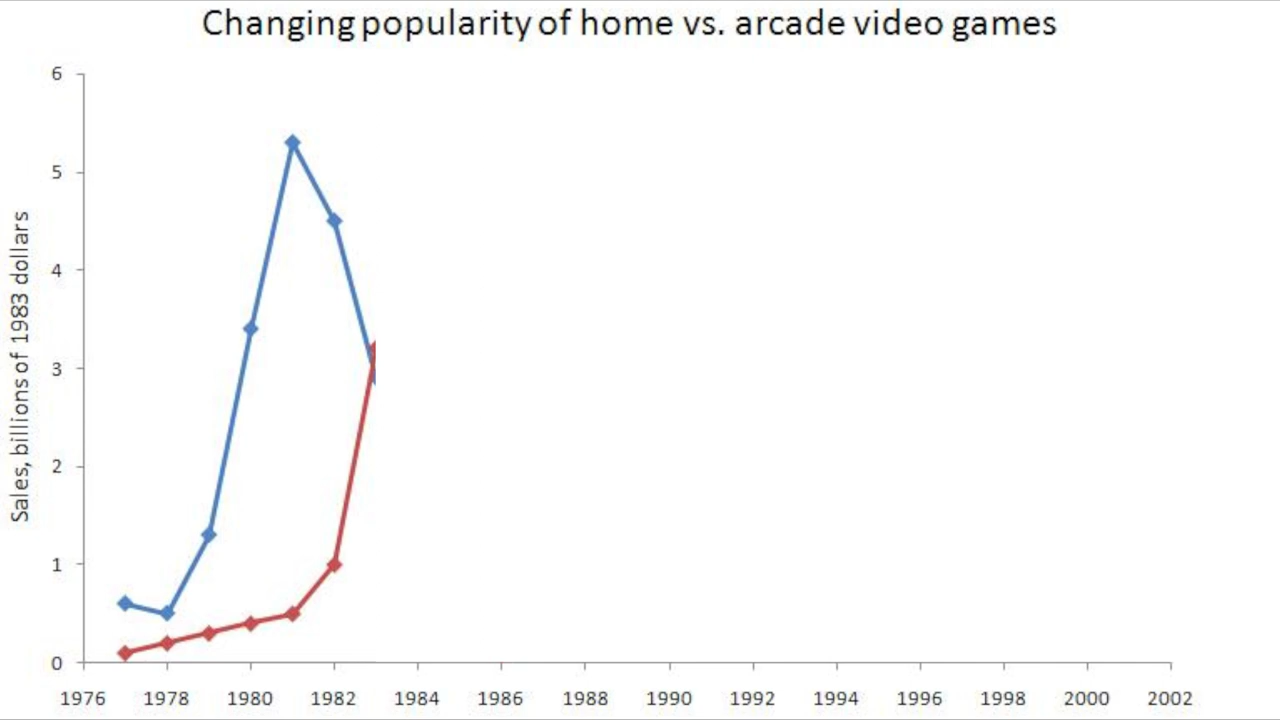 Changing popularity of home vs. arcade video games
Sales, billions of 1983 dollars
6
5
4
3
2
1
0
1976 1978 1980 1982 1984 1986 1988 1990 1992 1994 1996 1998 2000 2002